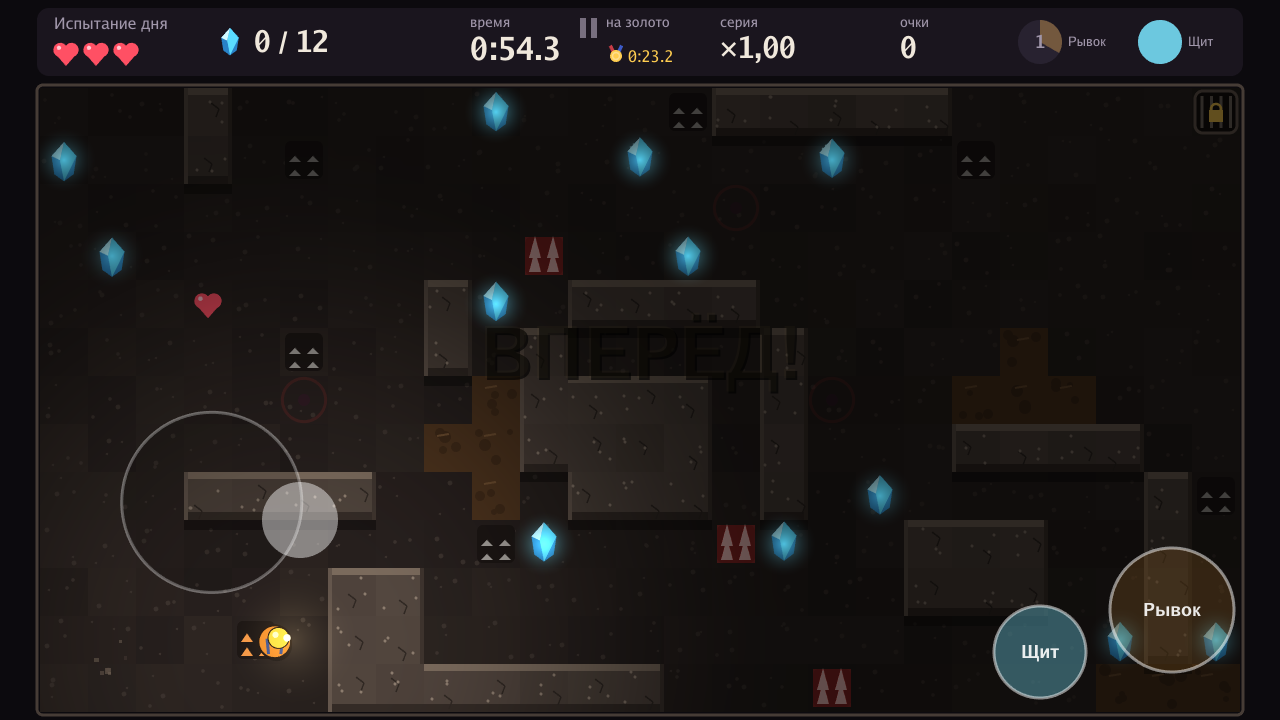 Испытание дня
0 / 12
время
0:54.3
на золото
0:23.2
серия
×1,00
очки
0
1
Рывок
Щит
ВПЕРЁД!
Рывок
Щит